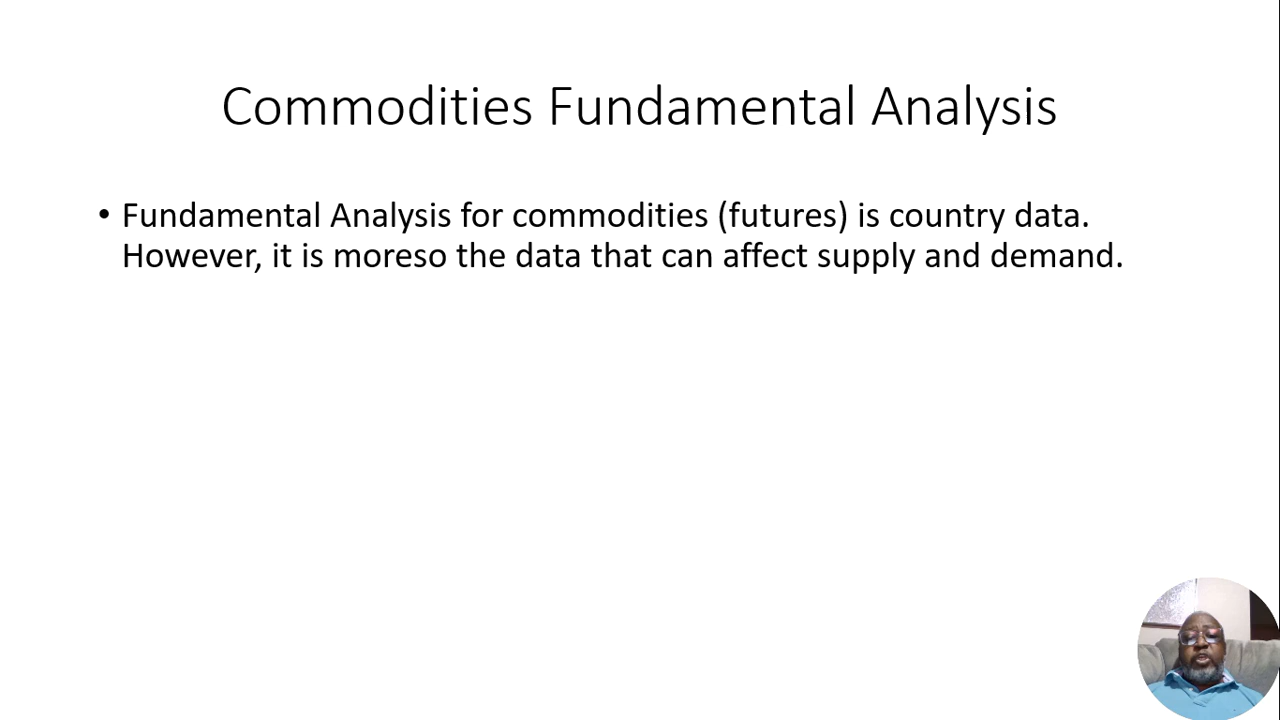 Commodities Fundamental Analysis
• Fundamental Analysis for commodities (futures) is country data.
However, it is moreso the data that can affect supply and demand.